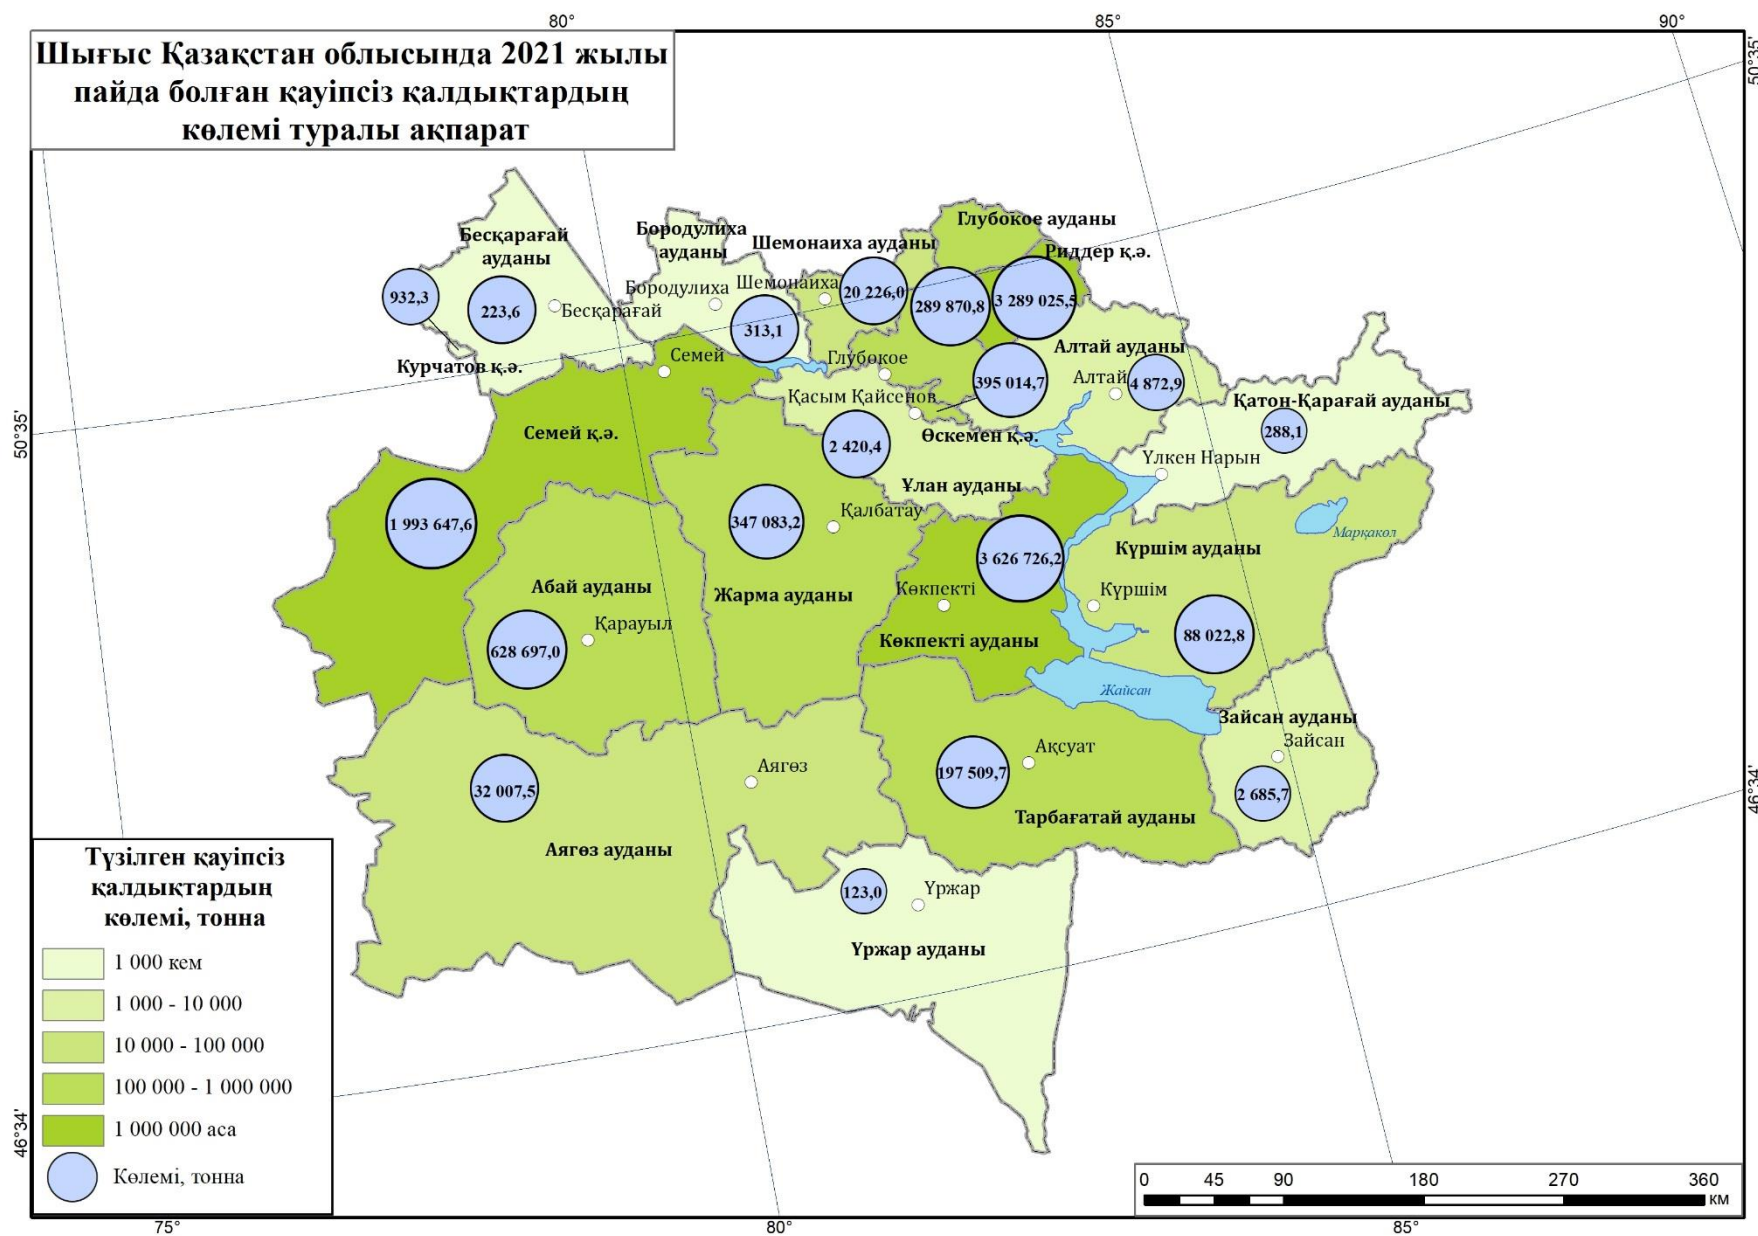 80°
85°
90°
Шығыс Қазақстан облысында 2021 жылы
пайда болған қауіпсіз қалдықтардың
көлемі туралы ақпарат
50°35'
50°35'
46°34'
46°34'
Бесқарағай
ауданы
932,3
223,6
Бесқарағай
Курчатов қ.ә.
Бородулиха
ауданы
Бородулиха
313,1
Шемонаиха ауданы
Шемонаиха
20 226,0
Глубокое ауданы
289 870,8
Глубокое
Риддер қ.ә.
3 289 025,5
395 014,7
Өскемен қ.ә.
Алтай ауданы
Алтай
4 872,9
Қатон-Қарағай ауданы
288,1
Үлкен Нарын
Семей
Семей қ.ә.
1 993 647,6
Қасым Қайсенов
2 420,4
Ұлан ауданы
347 083,2
Қалбатау
Жарма ауданы
Абай ауданы
Қарауыл
628 697,0
3 626 726,2
Көкпекті
Көкпекті ауданы
Марқакөл
Күршім ауданы
Күршім
88 022,8
Жайсан
Зайсан ауданы
Зайсан
2 685,7
Ақсуат
197 509,7
Тарбағатай ауданы
Аягөз
32 007,5
Аягөз ауданы
123,0
Үржар
Үржар ауданы
Түзілген қауіпсіз
қалдықтардың
көлемі, тонна
1 000 кем
1 000 - 10 000
10 000 - 100 000
100 000 - 1 000 000
1 000 000 аса
Көлемі, тонна
0 45 90 180 270 360
км
75°
80°
85°